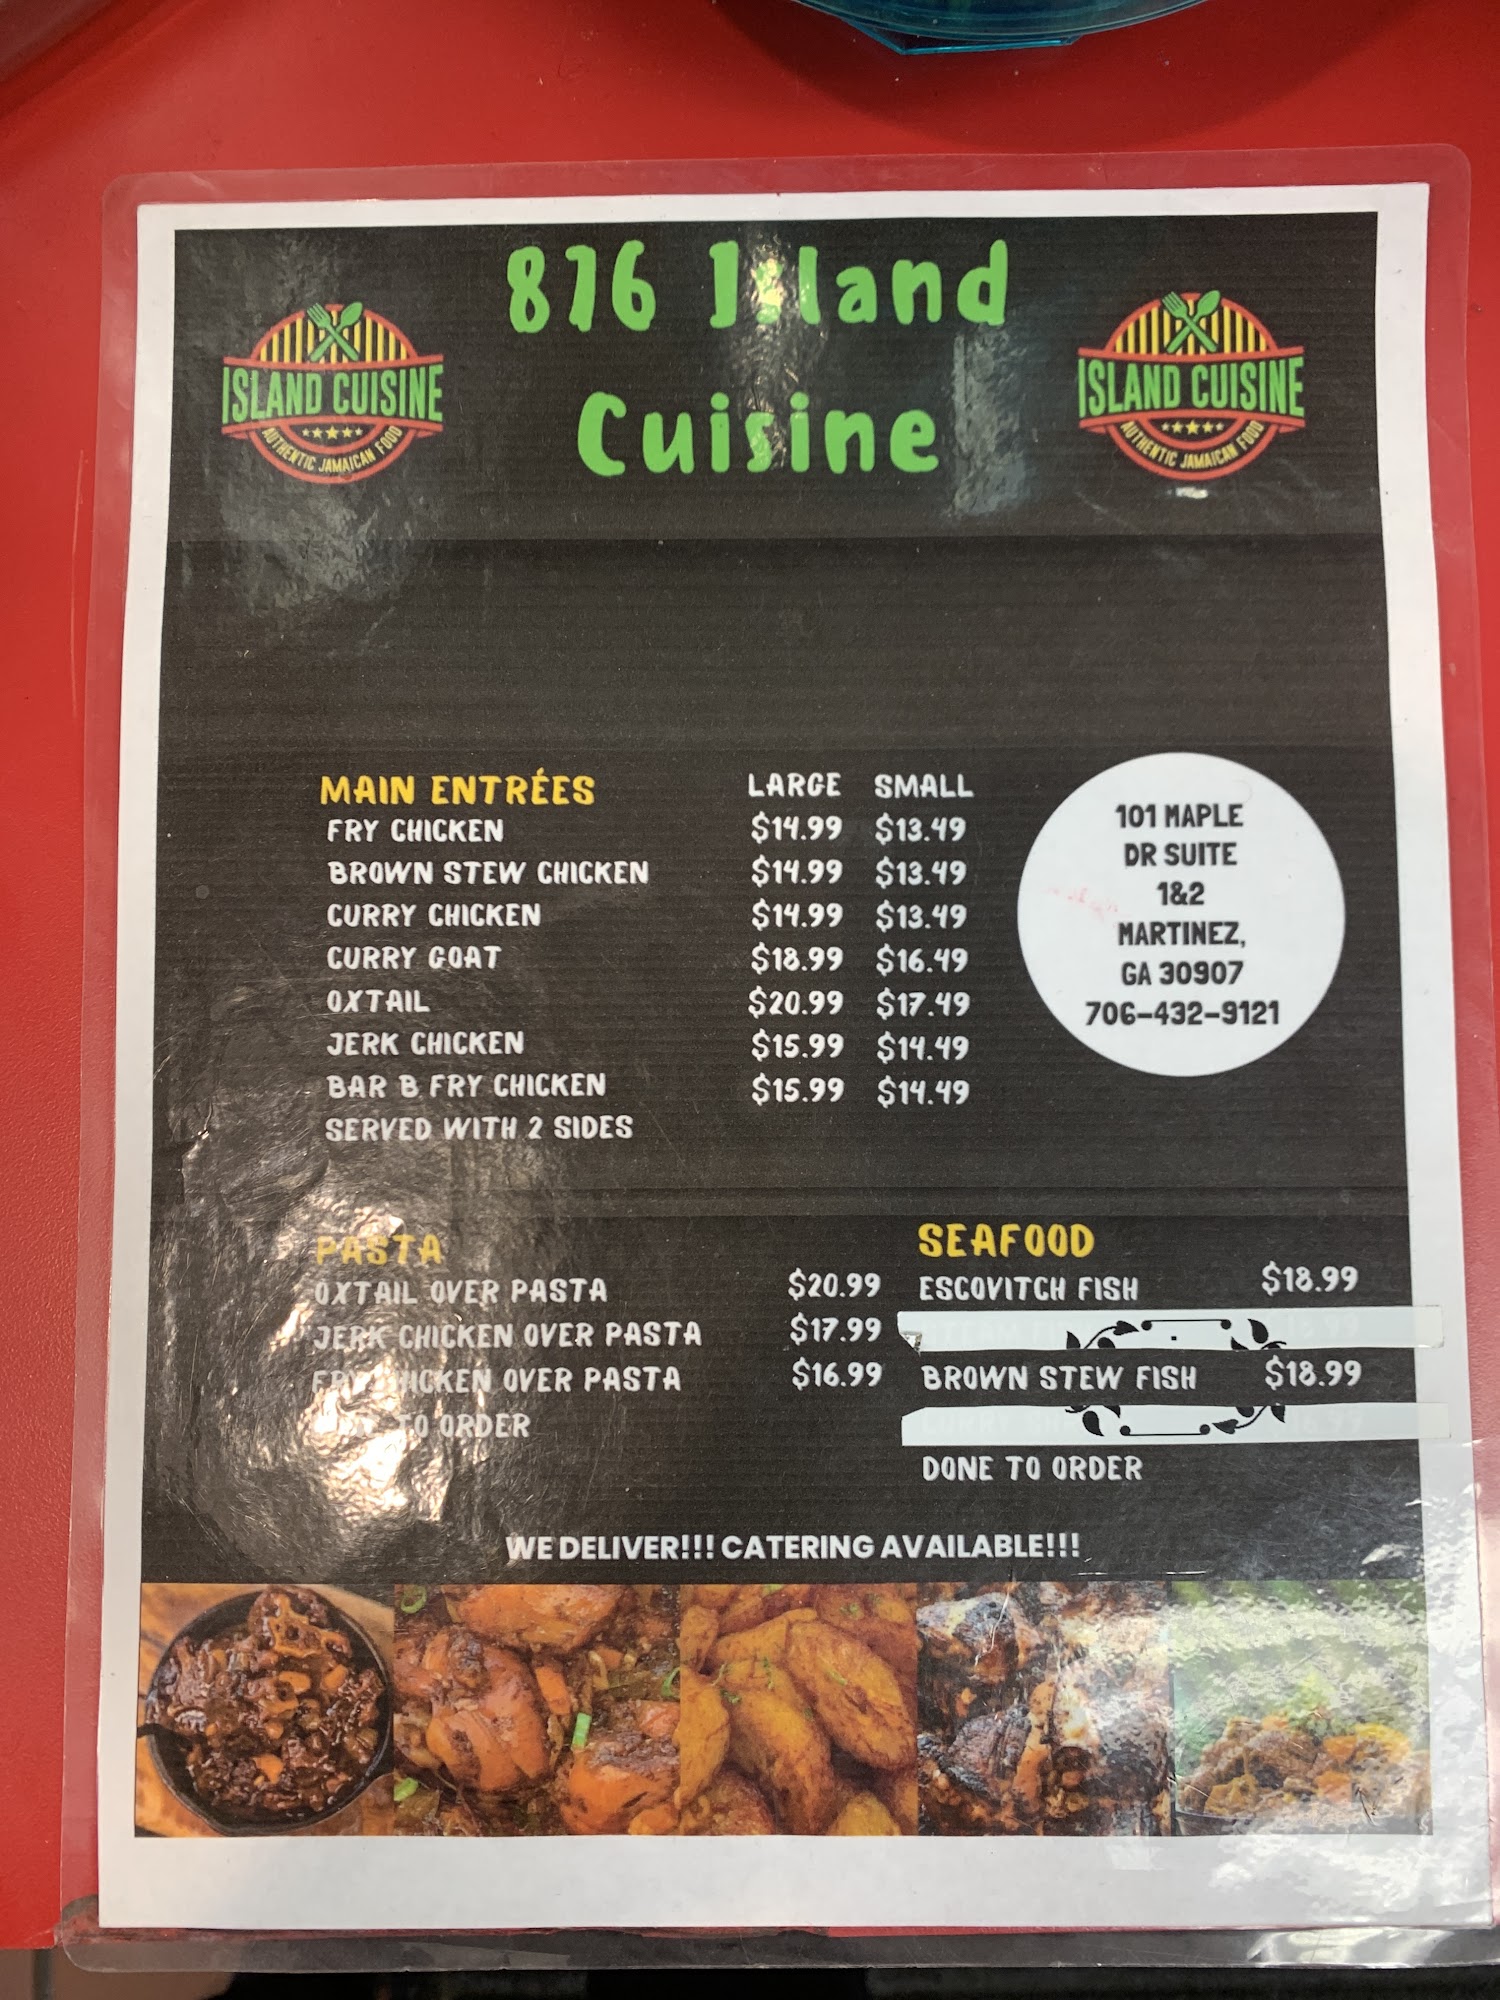 876 Island
Cuisine
ISLAND CUISINE
AUTHENTIC JAMAICAN FOOD
ISLAND CUISINE
AUTHENTIC JAMAICAN FOOD
MAIN ENTRÉES LARGE SMALL
FRY CHICKEN $14.99 $13.49
BROWN STEW CHICKEN $14.99 $13.49
CURRY CHICKEN $14.99 $13.49
CURRY GOAT $18.99 $16.49
OXTAIL $20.99 $17.49
JERK CHICKEN $15.99 $14.49
BAR B FRY CHICKEN $15.99 $14.49
SERVED WITH 2 SIDES
101 MAPLE
DR SUITE
1&2
MARTINEZ,
GA 30907
706-432-9121
PASTA
OXTAIL OVER PASTA $20.99
JERK CHICKEN OVER PASTA $17.99
FRY CHICKEN OVER PASTA $16.99
TO ORDER
SEAFOOD
ESCOVITCH FISH $18.99
BROWN STEW FISH $18.99
DONE TO ORDER
WE DELIVER!!! CATERING AVAILABLE!!!